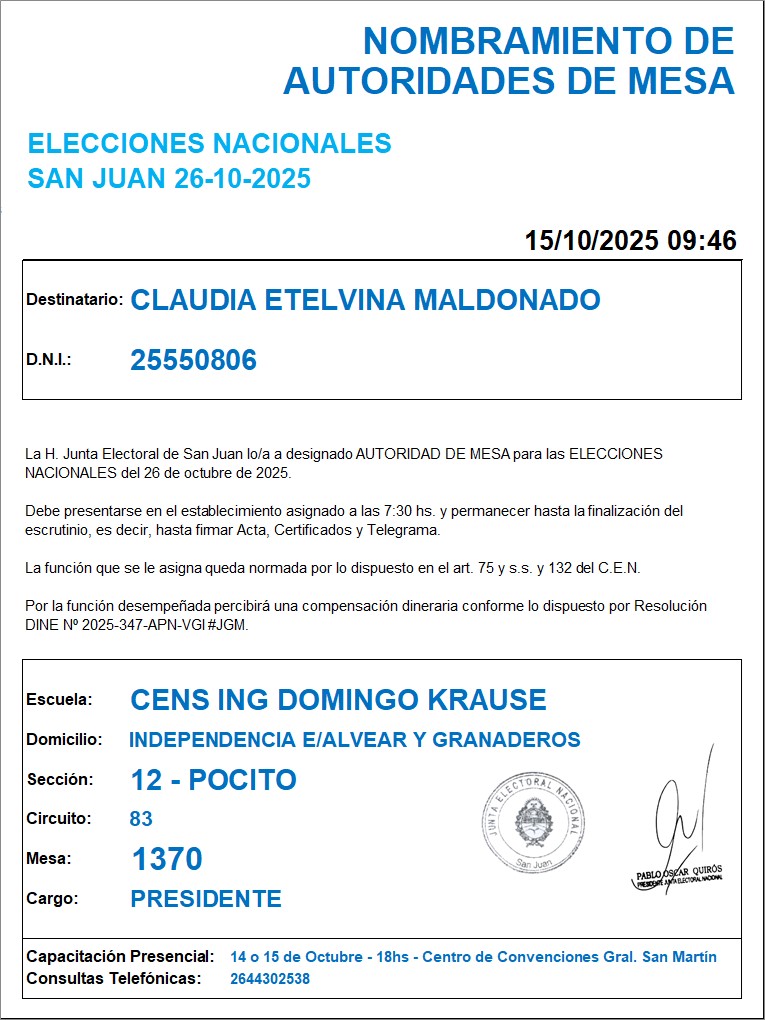 NOMBRAMIENTO DE
AUTORIDADES DE MESA
ELECCIONES NACIONALES
SAN JUAN 26-10-2025
15/10/2025 09:46
Destinatario: CLAUDIA ETELVINA MALDONADO
D.N.I.: 25550806
La H. Junta Electoral de San Juan lo/a a designado AUTORIDAD DE MESA para las ELECCIONES
NACIONALES del 26 de octubre de 2025.
Debe presentarse en el establecimiento asignado a las 7:30 hs. y permanecer hasta la finalización del
escrutinio, es decir, hasta firmar Acta, Certificados y Telegrama.
La función que se le asigna queda normada por lo dispuesto en el art. 75 y s.s. y 132 del C.E.N.
Por la función desempeñada percibirá una compensación dineraria conforme lo dispuesto por Resolución
DINE Nº 2025-347-APN-VGI#JGM.
Escuela: CENS ING DOMINGO KRAUSE
Domicilio: INDEPENDENCIA E/ALVEAR Y GRANADEROS
Sección: 12 - POCITO
Circuito: 83
Mesa: 1370
Cargo: PRESIDENTE
JUNTA ELECTORAL NACIONAL
San Juan
PABLO OSCAR QUIRÓS
PRESIDENTE JUNTA ELECTORAL NACIONAL
Capacitación Presencial: 14 o 15 de Octubre - 18hs - Centro de Convenciones Gral. San Martín
Consultas Telefónicas: 2644302538